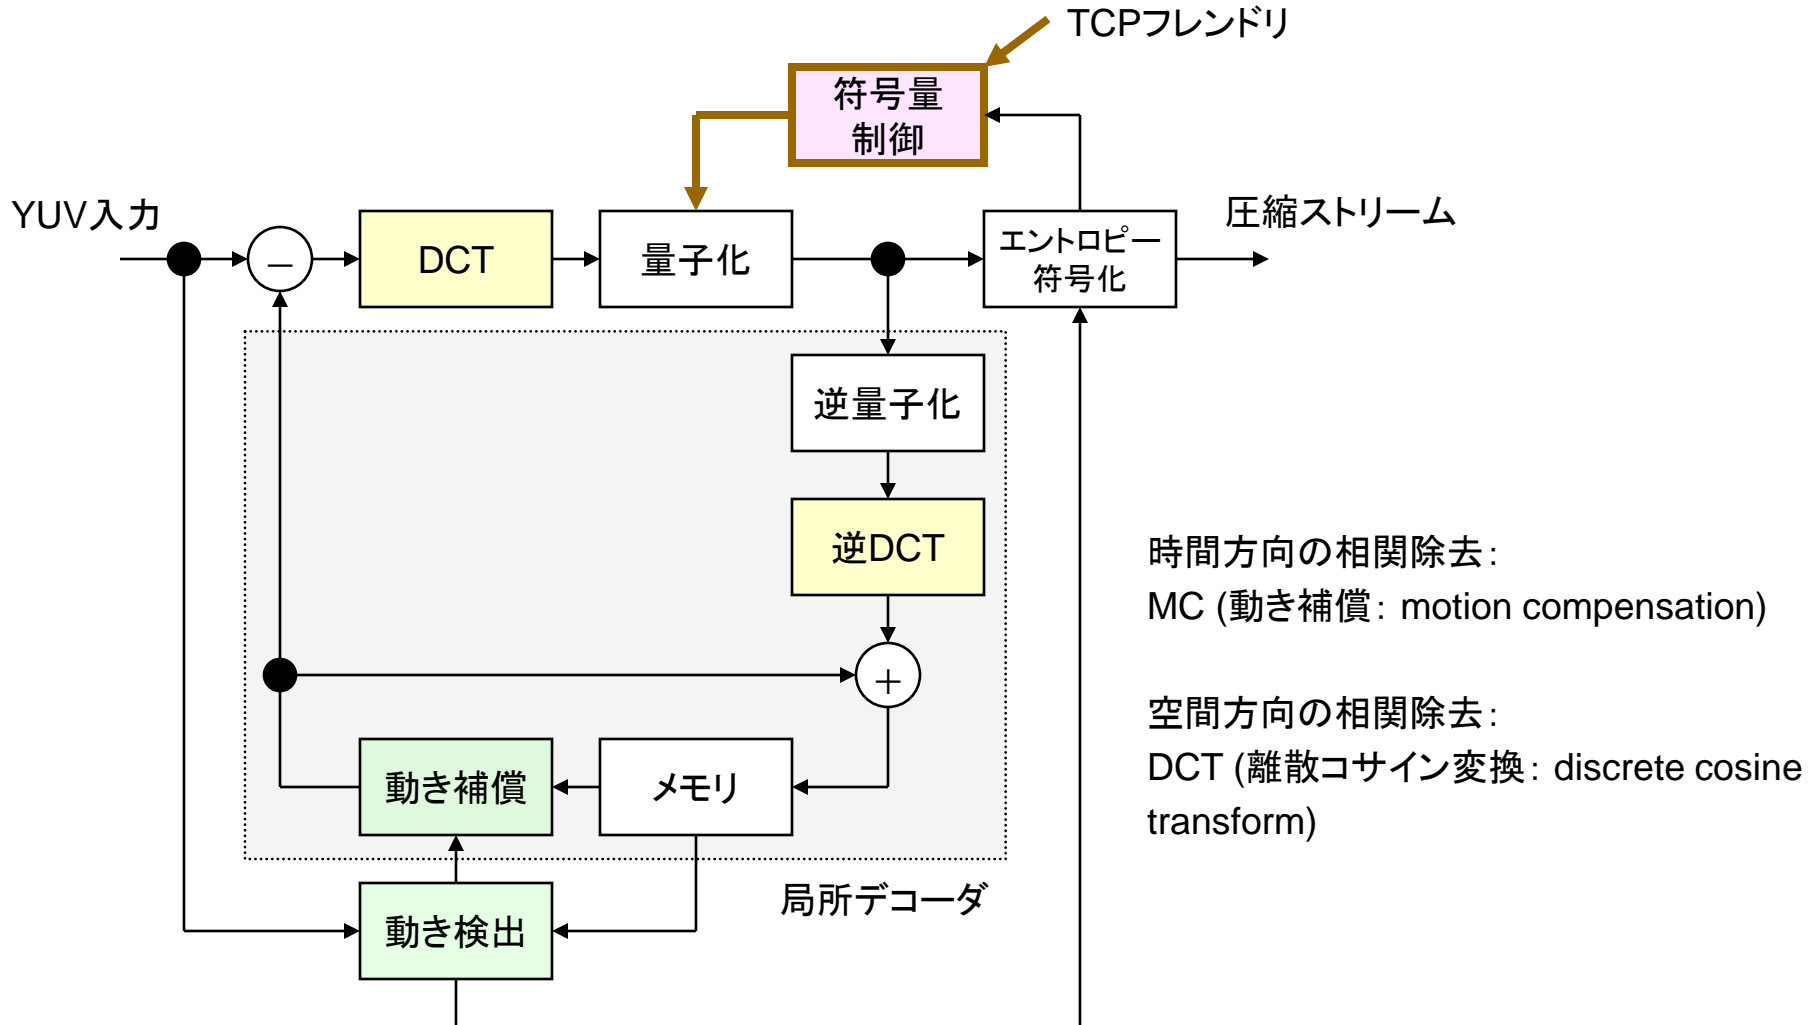 TCPフレンドリ
符号量
制御
YUV入力
−
DCT
量子化
エントロピー
符号化
圧縮ストリーム
逆量子化
逆DCT
+
動き補償
メモリ
動き検出
局所デコーダ
時間方向の相関除去:
MC (動き補償: motion compensation)
空間方向の相関除去:
DCT (離散コサイン変換: discrete cosine
transform)